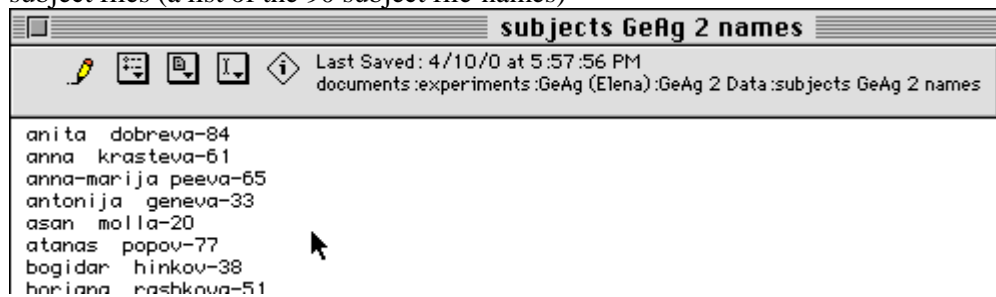 subject files (a list of the 90 subject file-names)
subjects GeAg 2 names
Last Saved: 4/10/0 at 5:57:56 PM
documents:experiments:GeAg (Elena):GeAg 2 Data:subjects GeAg 2 names
anita dobreva-84
anna krasteva-61
anna-marija peeva-65
antonija geneva-33
asan molla-20
atanas popov-77
bogidar hinkov-38
borjana rashkova-51